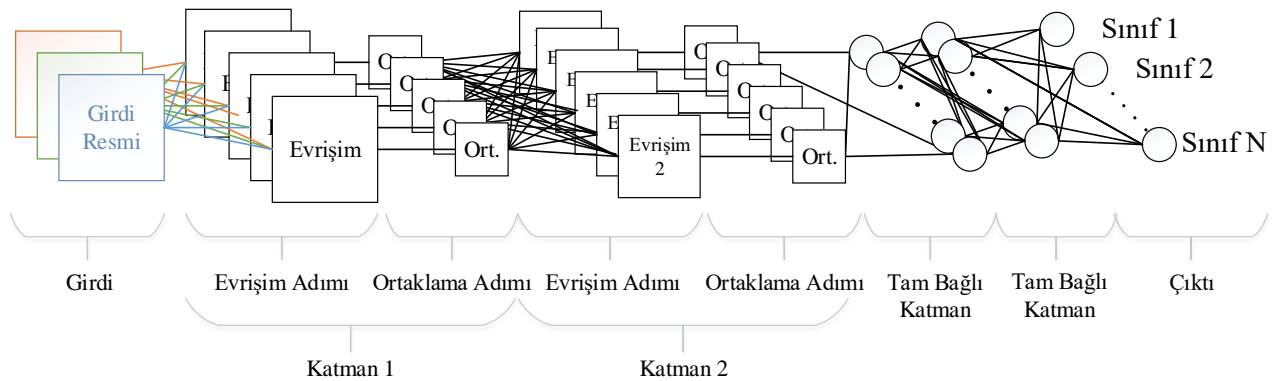 Girdi
Resmi
Evrişim
Ort.
Evrişim
2
Ort.
Sınıf 1
Sınıf 2
Sınıf N
Girdi
Evrişim Adımı
Ortaklama Adımı
Evrişim Adımı
Ortaklama Adımı
Tam Bağlı
Katman
Tam Bağlı
Katman
Çıktı
Katman 1
Katman 2